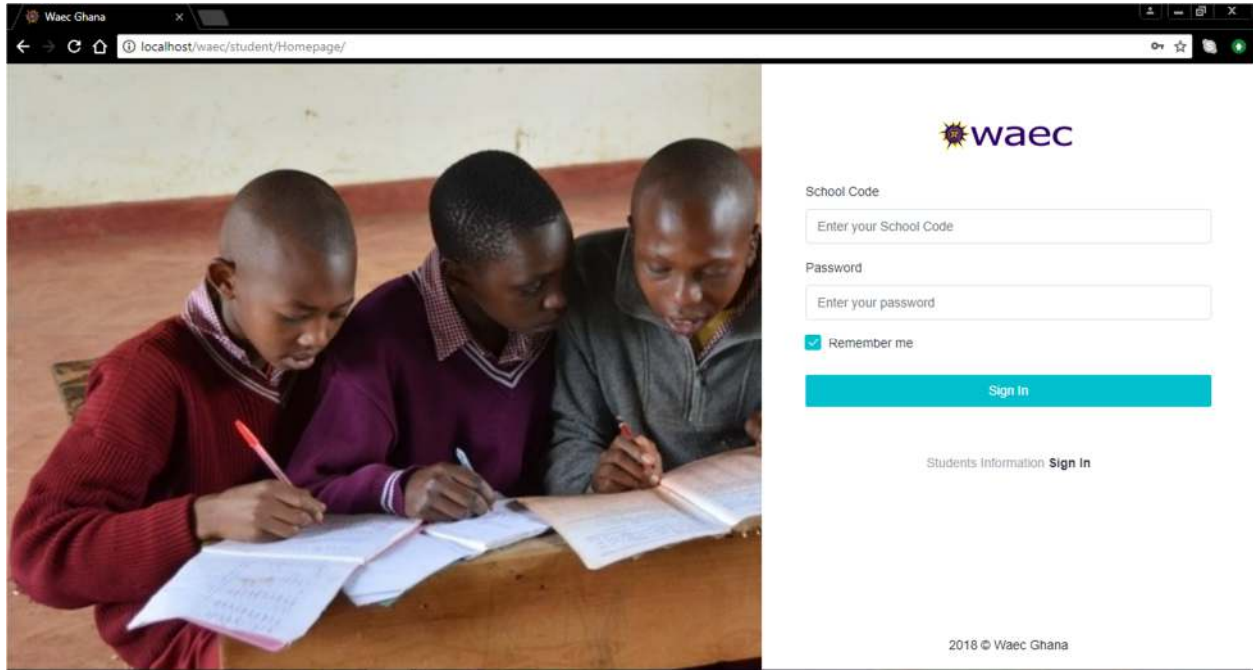 Waec Ghana
localhost/waec/student/Homepage/
waec
School Code
Enter your School Code
Password
Enter your password
Remember me
Sign In
Students Information Sign In
2018 © Waec Ghana